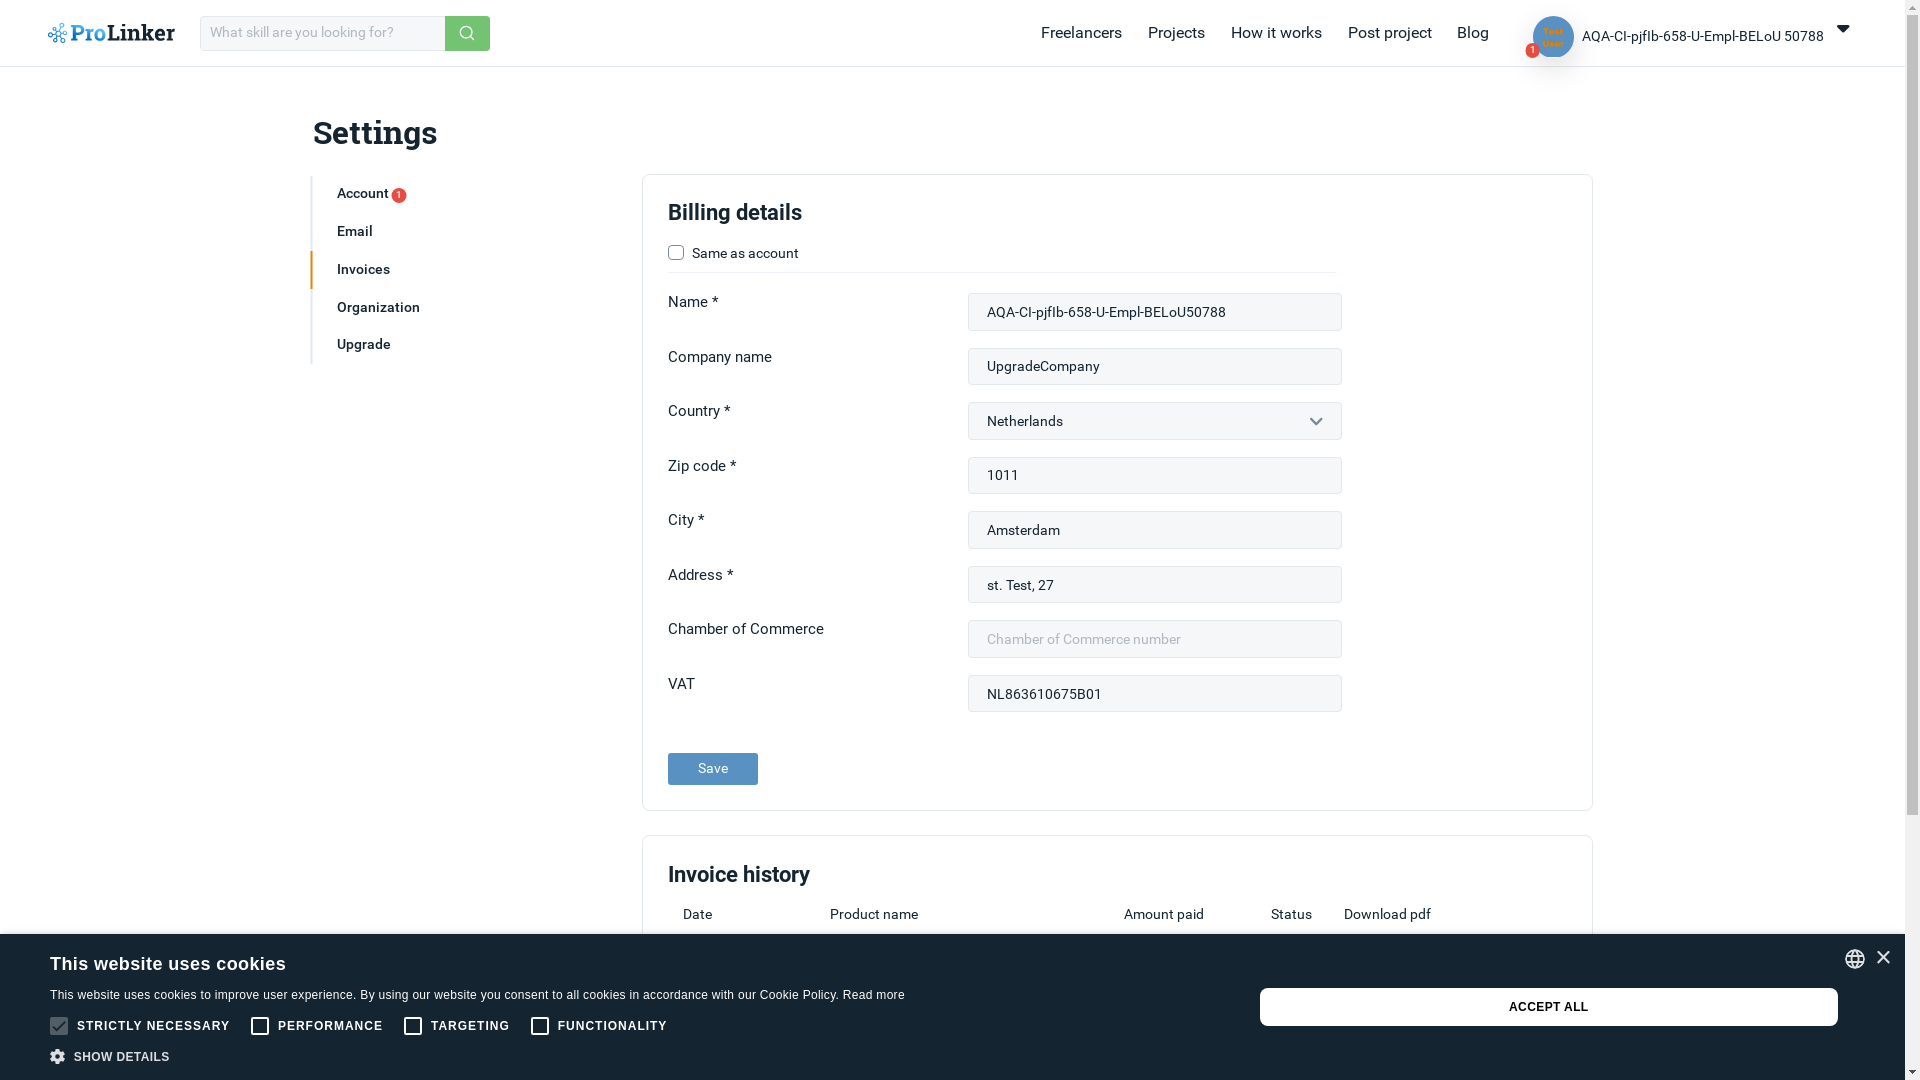 ProLinker
What skill are you looking for?
Freelancers
Projects
How it works
Post project
Blog
Test
User
1
AQA-CI-pjfIb-658-U-Empl-BELoU 50788
Settings
Account 1
Email
Invoices
Organization
Upgrade
Billing details
Same as account
Name *
AQA-CI-pjfIb-658-U-Empl-BELoU50788
Company name
UpgradeCompany
Country *
Netherlands
Zip code *
1011
City *
Amsterdam
Address *
st. Test, 27
Chamber of Commerce
Chamber of Commerce number
VAT
NL863610675B01
Save
Invoice history
Date
Product name
Amount paid
Status
Download pdf
This website uses cookies
This website uses cookies to improve user experience. By using our website you consent to all cookies in accordance with our Cookie Policy. Read more
STRICTLY NECESSARY
PERFORMANCE
TARGETING
FUNCTIONALITY
SHOW DETAILS
ACCEPT ALL